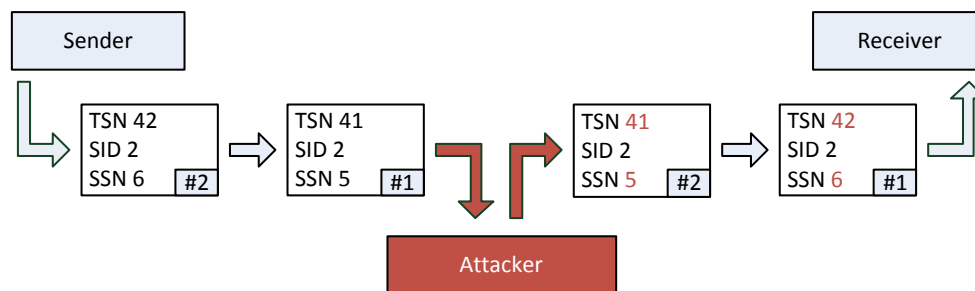 Sender
Receiver
TSN 42
SID 2
SSN 6
#2
TSN 41
SID 2
SSN 5
#1
TSN 41
SID 2
SSN 5
#2
TSN 42
SID 2
SSN 6
#1
Attacker